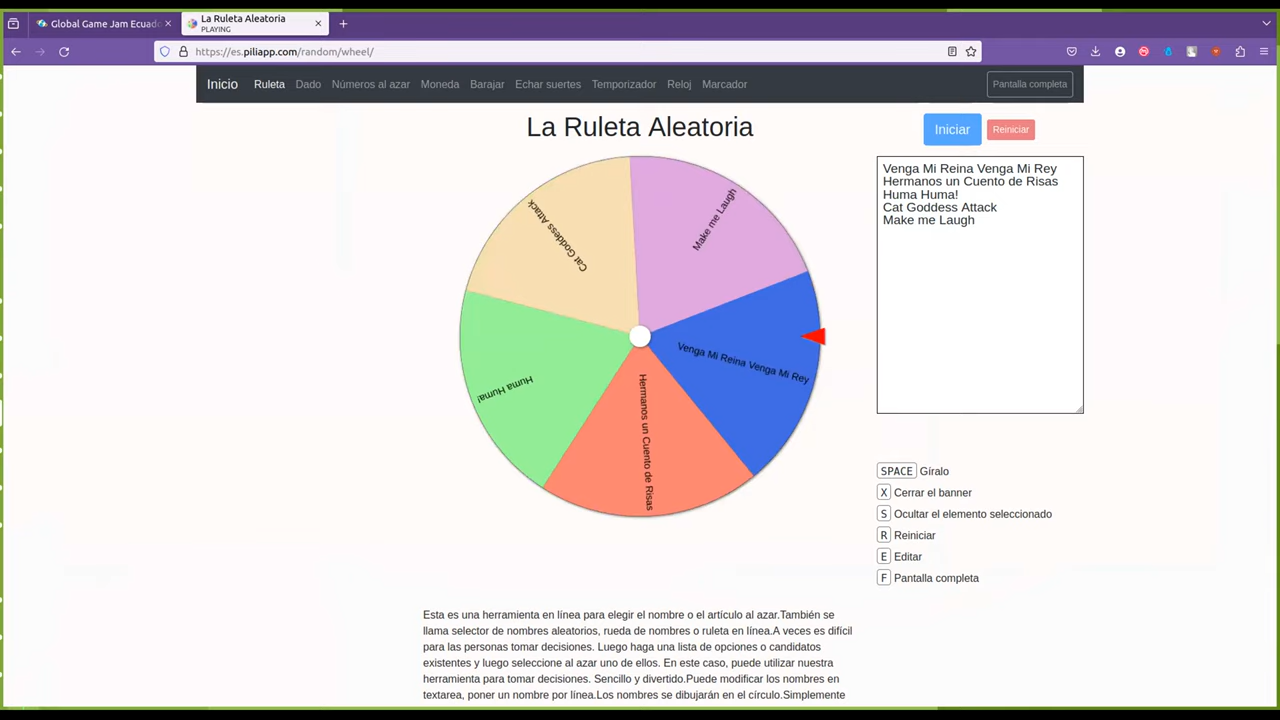 Global Game Jam Ecuad
La Ruleta Aleatoria
PLAYING
https://es.piliapp.com/random/wheel/
Inicio Ruleta Dado Números al azar Moneda Barajar Echar suertes Temporizador Reloj Marcador Pantalla completa
La Ruleta Aleatoria
Iniciar Reiniciar
Cat Goddess Attack
Make me Laugh
Venga Mi Reina Venga Mi Rey
Huma Huma!
Hermanos un Cuento de Risas
Venga Mi Reina Venga Mi Rey
Hermanos un Cuento de Risas
Huma Huma!
Cat Goddess Attack
Make me Laugh
SPACE Gíralo
X Cerrar el banner
S Ocultar el elemento seleccionado
R Reiniciar
E Editar
F Pantalla completa
Esta es una herramienta en línea para elegir el nombre o el artículo al azar.También se
llama selector de nombres aleatorios, rueda de nombres o ruleta en línea.A veces es difícil
para las personas tomar decisiones. Luego haga una lista de opciones o candidatos
existentes y luego seleccione al azar uno de ellos. En este caso, puede utilizar nuestra
herramienta para tomar decisiones. Sencillo y divertido.Puede modificar los nombres en
textarea, poner un nombre por línea.Los nombres se dibujarán en el círculo.Simplemente